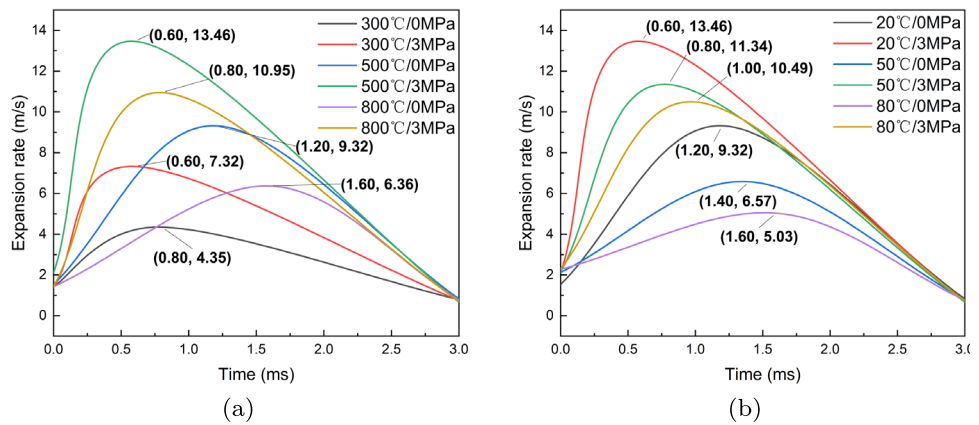 14
12
10
8
6
4
2
0
Expansion rate (m/s)
0.0 0.5 1.0 1.5 2.0 2.5 3.0
Time (ms)
300℃/0MPa
300℃/3MPa
500℃/0MPa
500℃/3MPa
800℃/0MPa
800℃/3MPa
(0.60, 13.46)
(0.80, 10.95)
(0.60, 7.32)
(1.20, 9.32)
(1.60, 6.36)
(0.80, 4.35)
(a)
14
12
10
8
6
4
2
0
Expansion rate (m/s)
0.0 0.5 1.0 1.5 2.0 2.5 3.0
Time (ms)
20℃/0MPa
20℃/3MPa
50℃/0MPa
50℃/3MPa
80℃/0MPa
80℃/3MPa
(0.60, 13.46)
(0.80, 11.34)
(1.00, 10.49)
(1.20, 9.32)
(1.40, 6.57)
(1.60, 5.03)
(b)